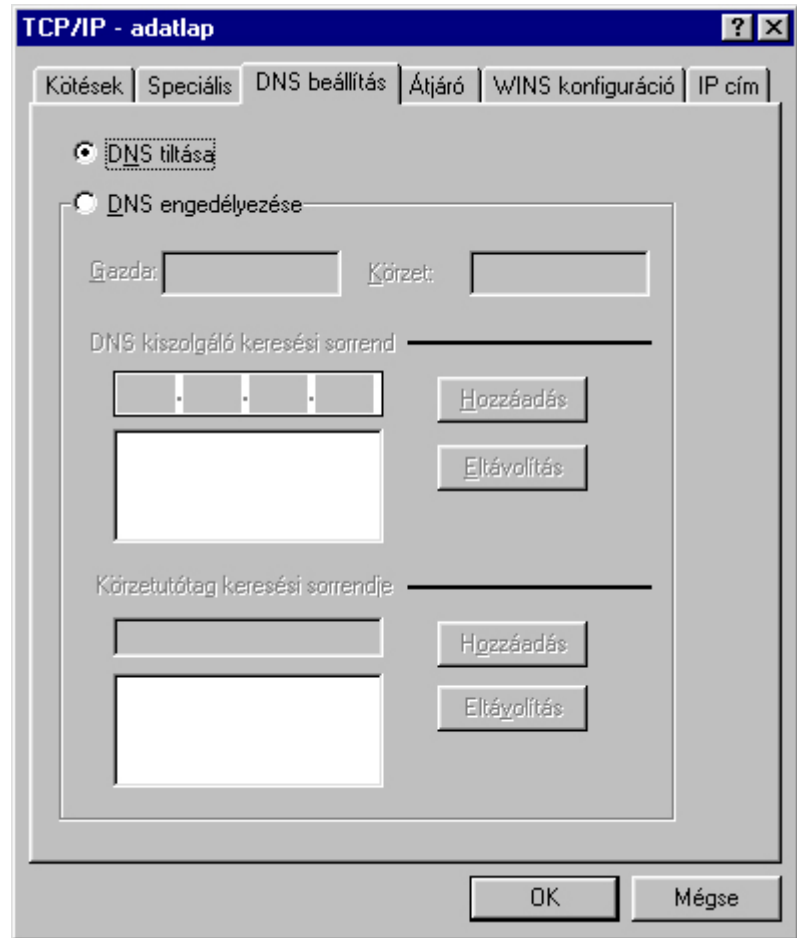 TCP/IP - adatlap
Kötések Speciális DNS beállítás Átjáró WINS konfiguráció IP cím
DNS tiltása
DNS engedélyezése
Gazda: Körzet:
DNS kiszolgáló keresési sorrend
. . .
Hozzáadás
Eltávolítás
Körzetutótag keresési sorrendje
Hozzáadás
Eltávolítás
OK Mégse